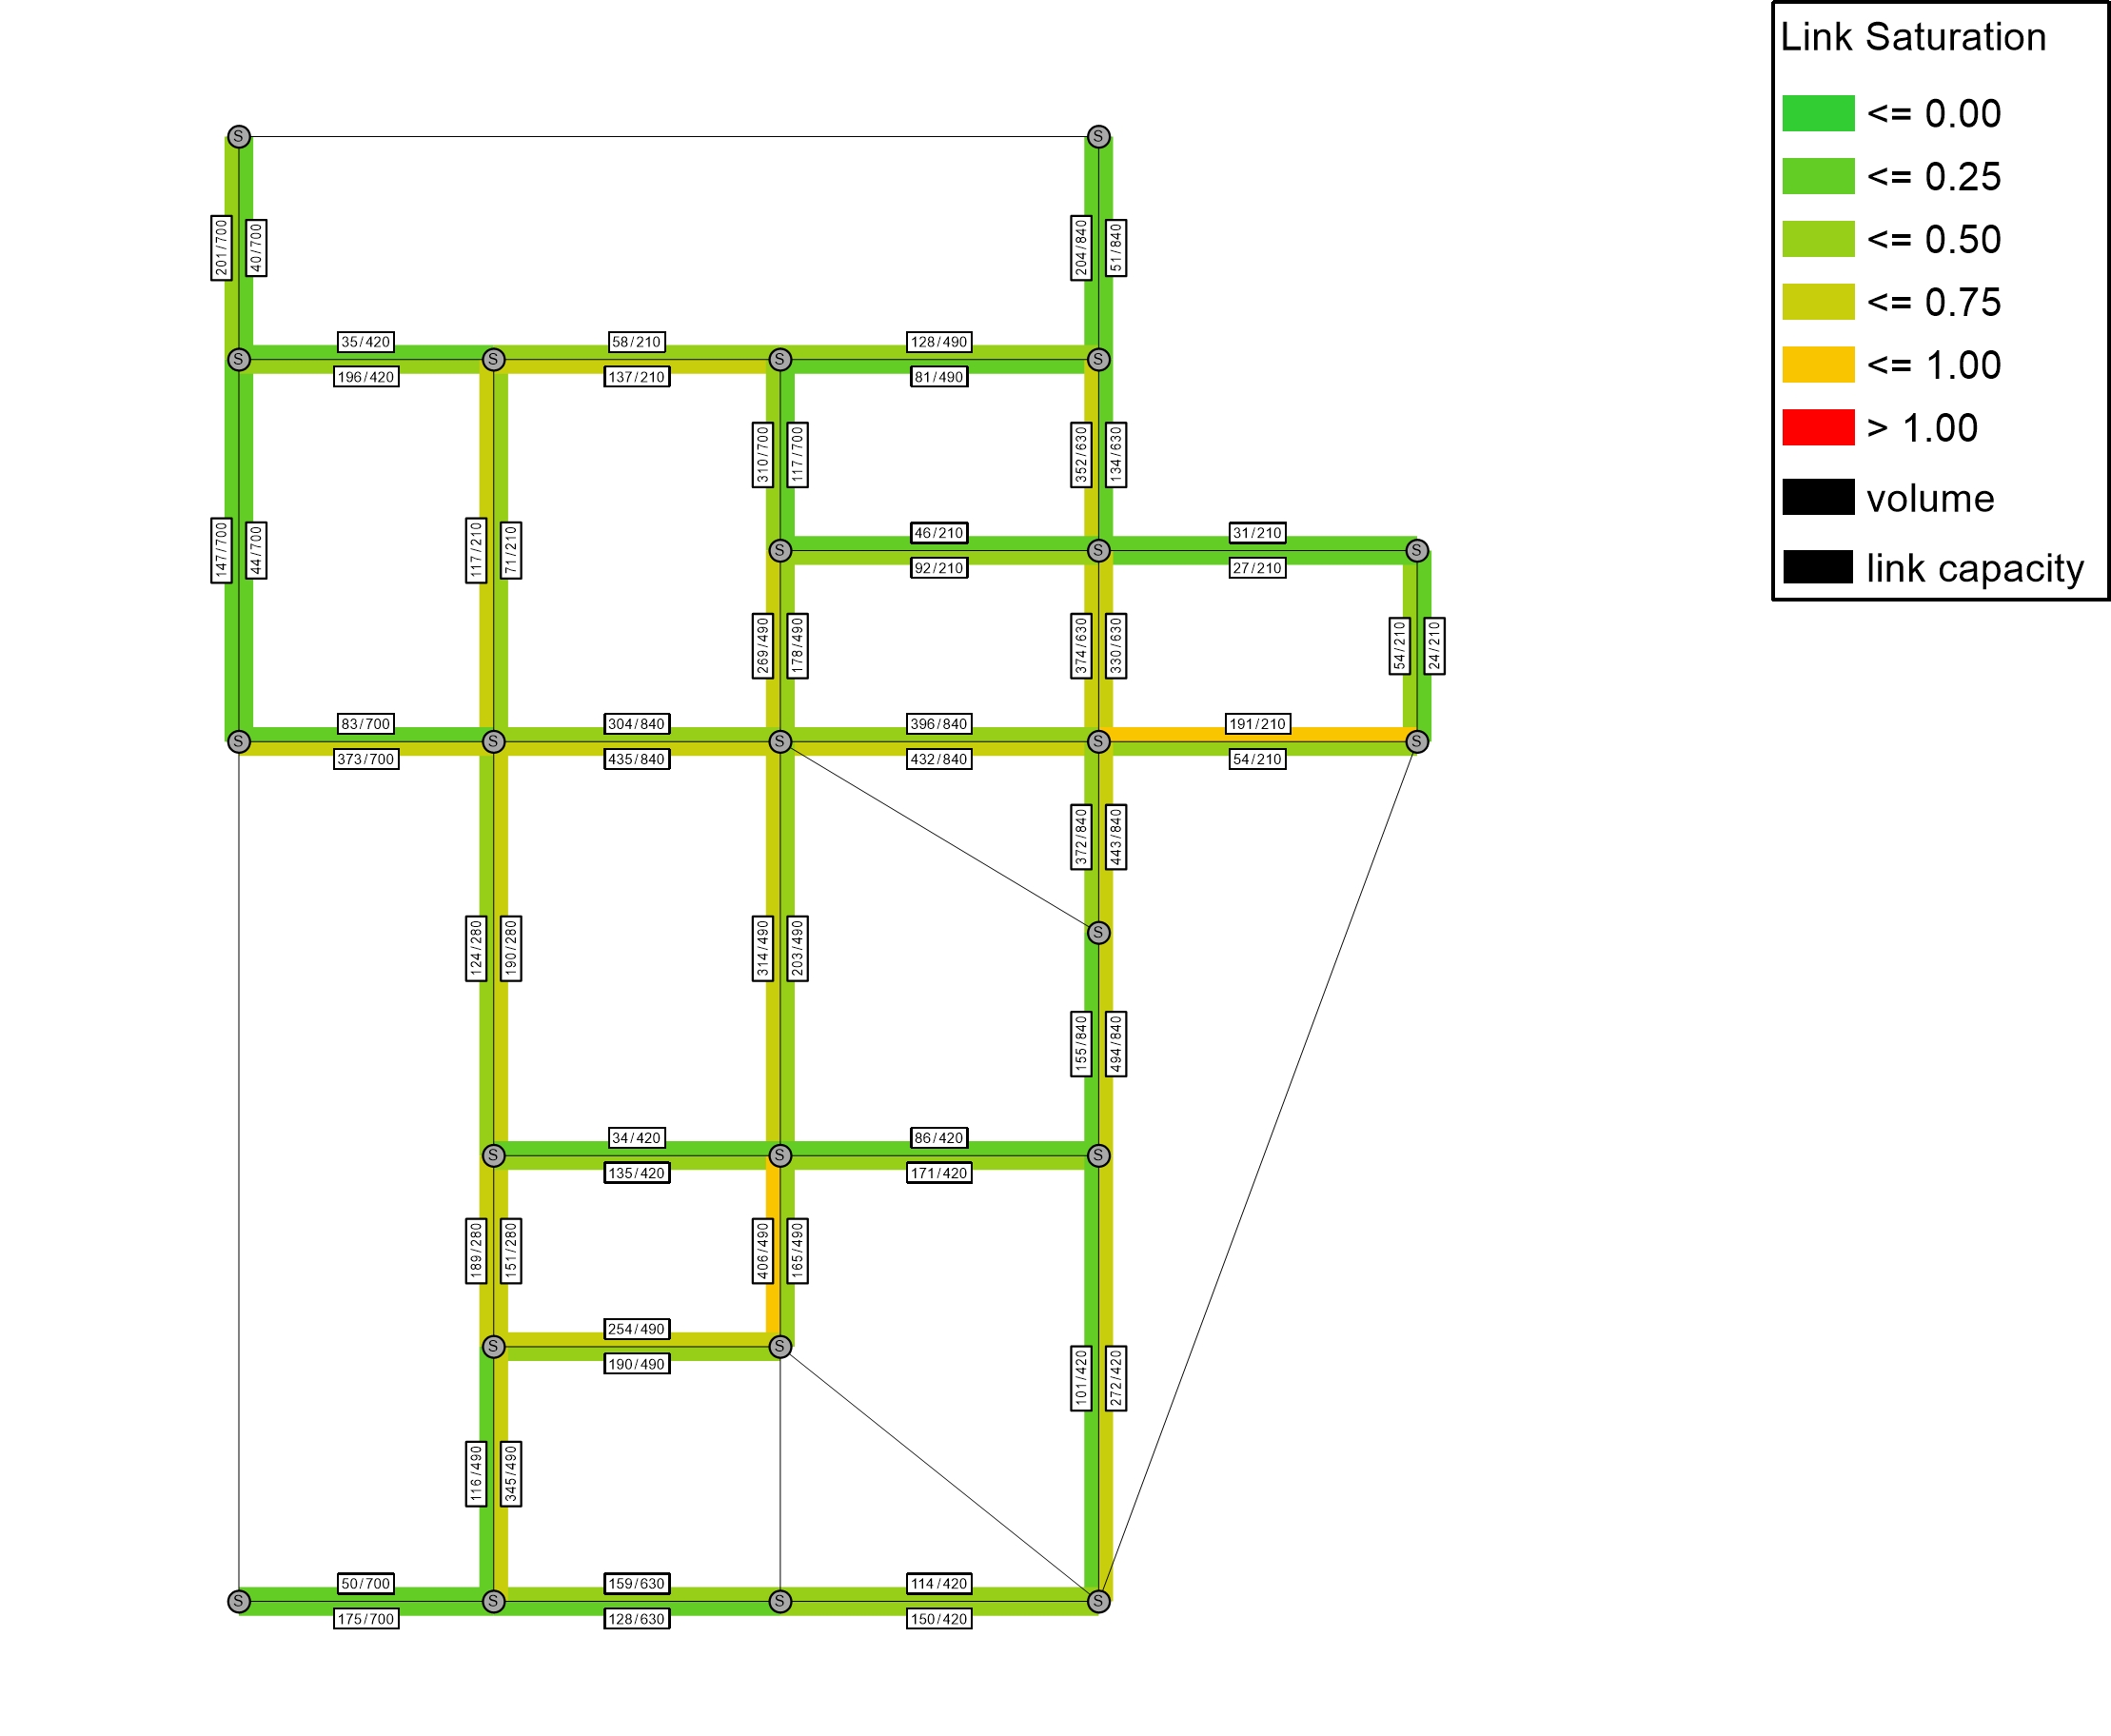 Link Saturation
<= 0.00
<= 0.25
<= 0.50
<= 0.75
<= 1.00
> 1.00
volume
link capacity
S
S
201/700
40/700
204/840
51/840
35/420
58/210
128/490
S
S
S
S
196/420
137/210
81/490
310/700
117/700
352/630
134/630
147/700
44/700
117/210
71/210
46/210
31/210
S
S
S
92/210
27/210
269/490
178/490
374/630
330/630
54/210
24/210
83/700
304/840
396/840
191/210
S
S
S
S
S
373/700
435/840
432/840
54/210
372/840
443/840
S
124/280
190/280
314/490
203/490
155/840
494/840
34/420
86/420
S
S
S
135/420
171/420
189/280
151/280
406/490
165/490
254/490
S
S
190/490
101/420
272/420
116/490
345/490
50/700
159/630
114/420
S
S
S
S
175/700
128/630
150/420